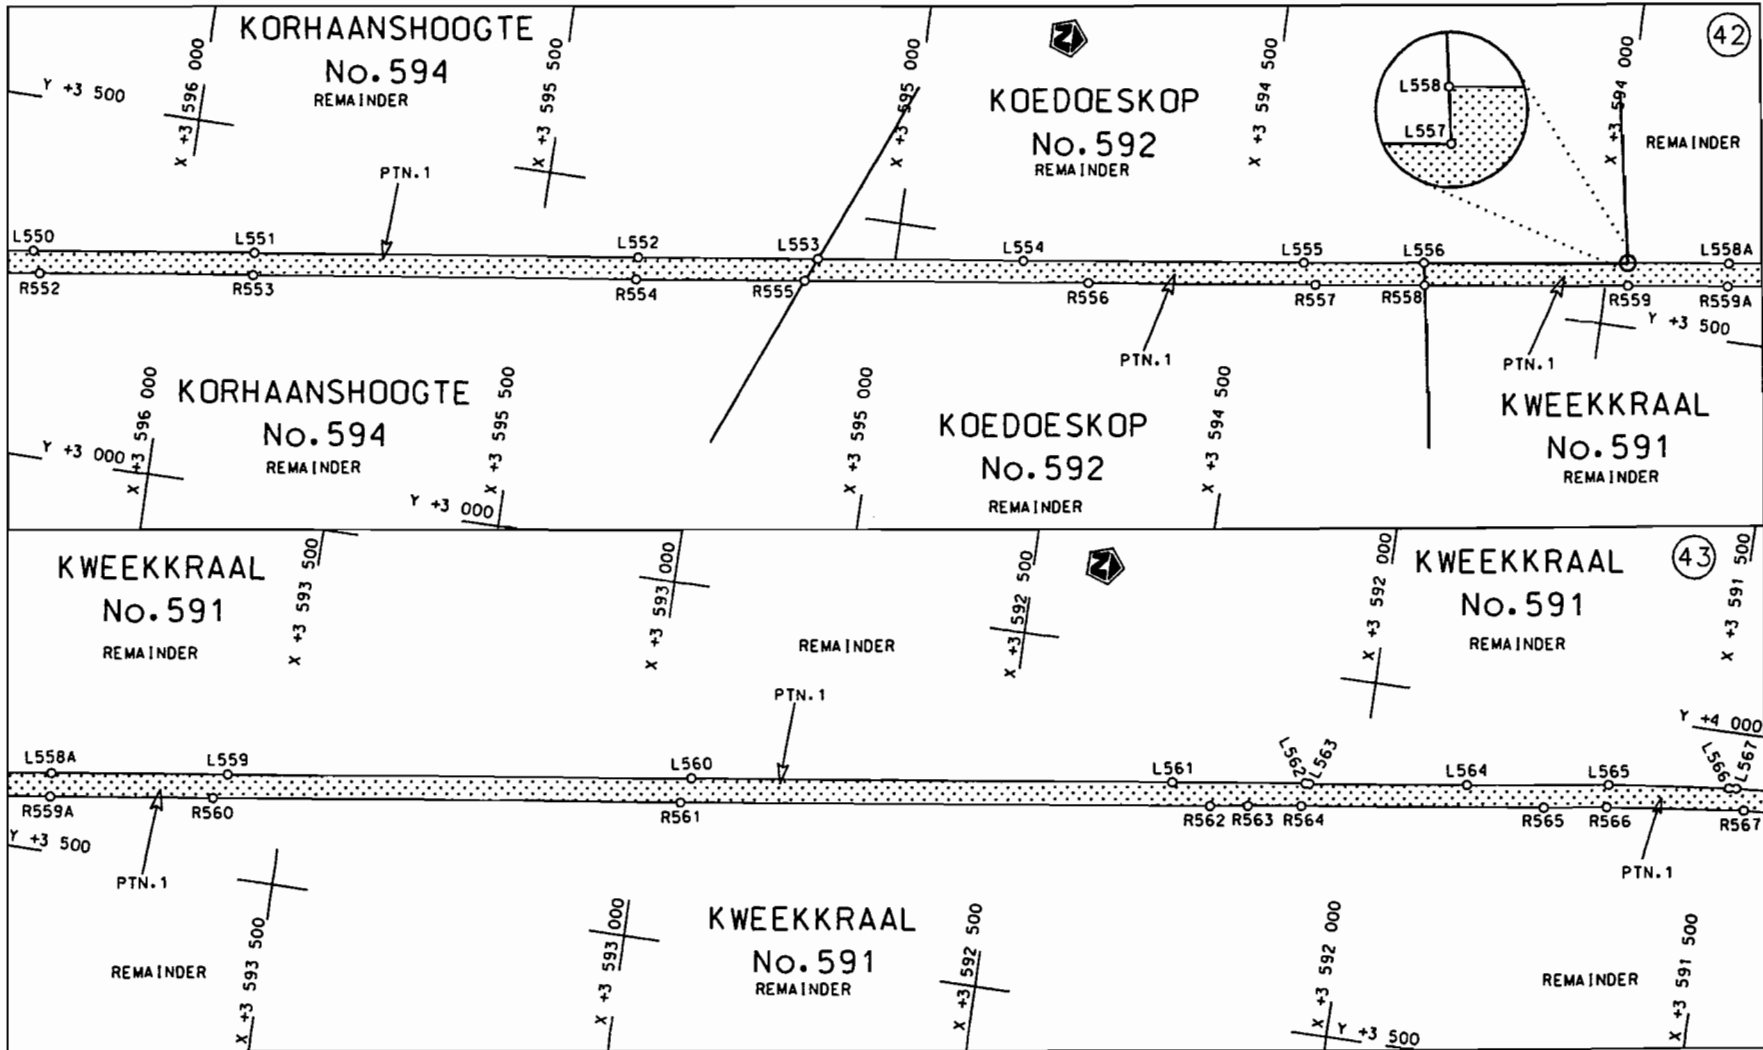 KORHAANSHOOGTE
No.594
REMAINDER
Y +3 500
X +3 596 000
X +3 595 500
PTN.1
X +3 595 000
N
KOEDOESKOP
No.592
REMAINDER
X +3 594 500
L558
L557
X +3 594 000
REMAINDER
42
L550
L551
L552
L553
L554
L555
L556
L558A
R552
R553
R554
R555
R556
R557
R558
R559
R559A
Y +3 500
PTN.1
PTN.1
KORHAANSHOOGTE
No.594
REMAINDER
Y +3 000
X +3 596 000
X +3 595 500
Y +3 000
X +3 595 000
KOEDOESKOP
No.592
REMAINDER
X +3 594 500
KWEEKKRAAL
No.591
REMAINDER
KWEEKKRAAL
No.591
REMAINDER
X +3 593 500
X +3 593 000
REMAINDER
PTN.1
N
X +3 592 500
X +3 592 000
KWEEKKRAAL
No.591
REMAINDER
43
X +3 591 500
Y +4 000
L558A
L559
L560
L561
L562
L563
L564
L565
L566
L567
R559A
R560
R561
R562
R563
R564
R565
R566
R567
Y +3 500
PTN.1
PTN.1
REMAINDER
X +3 593 500
X +3 593 000
KWEEKKRAAL
No.591
REMAINDER
X +3 592 500
X +3 592 000
Y +3 500
REMAINDER
X +3 591 500